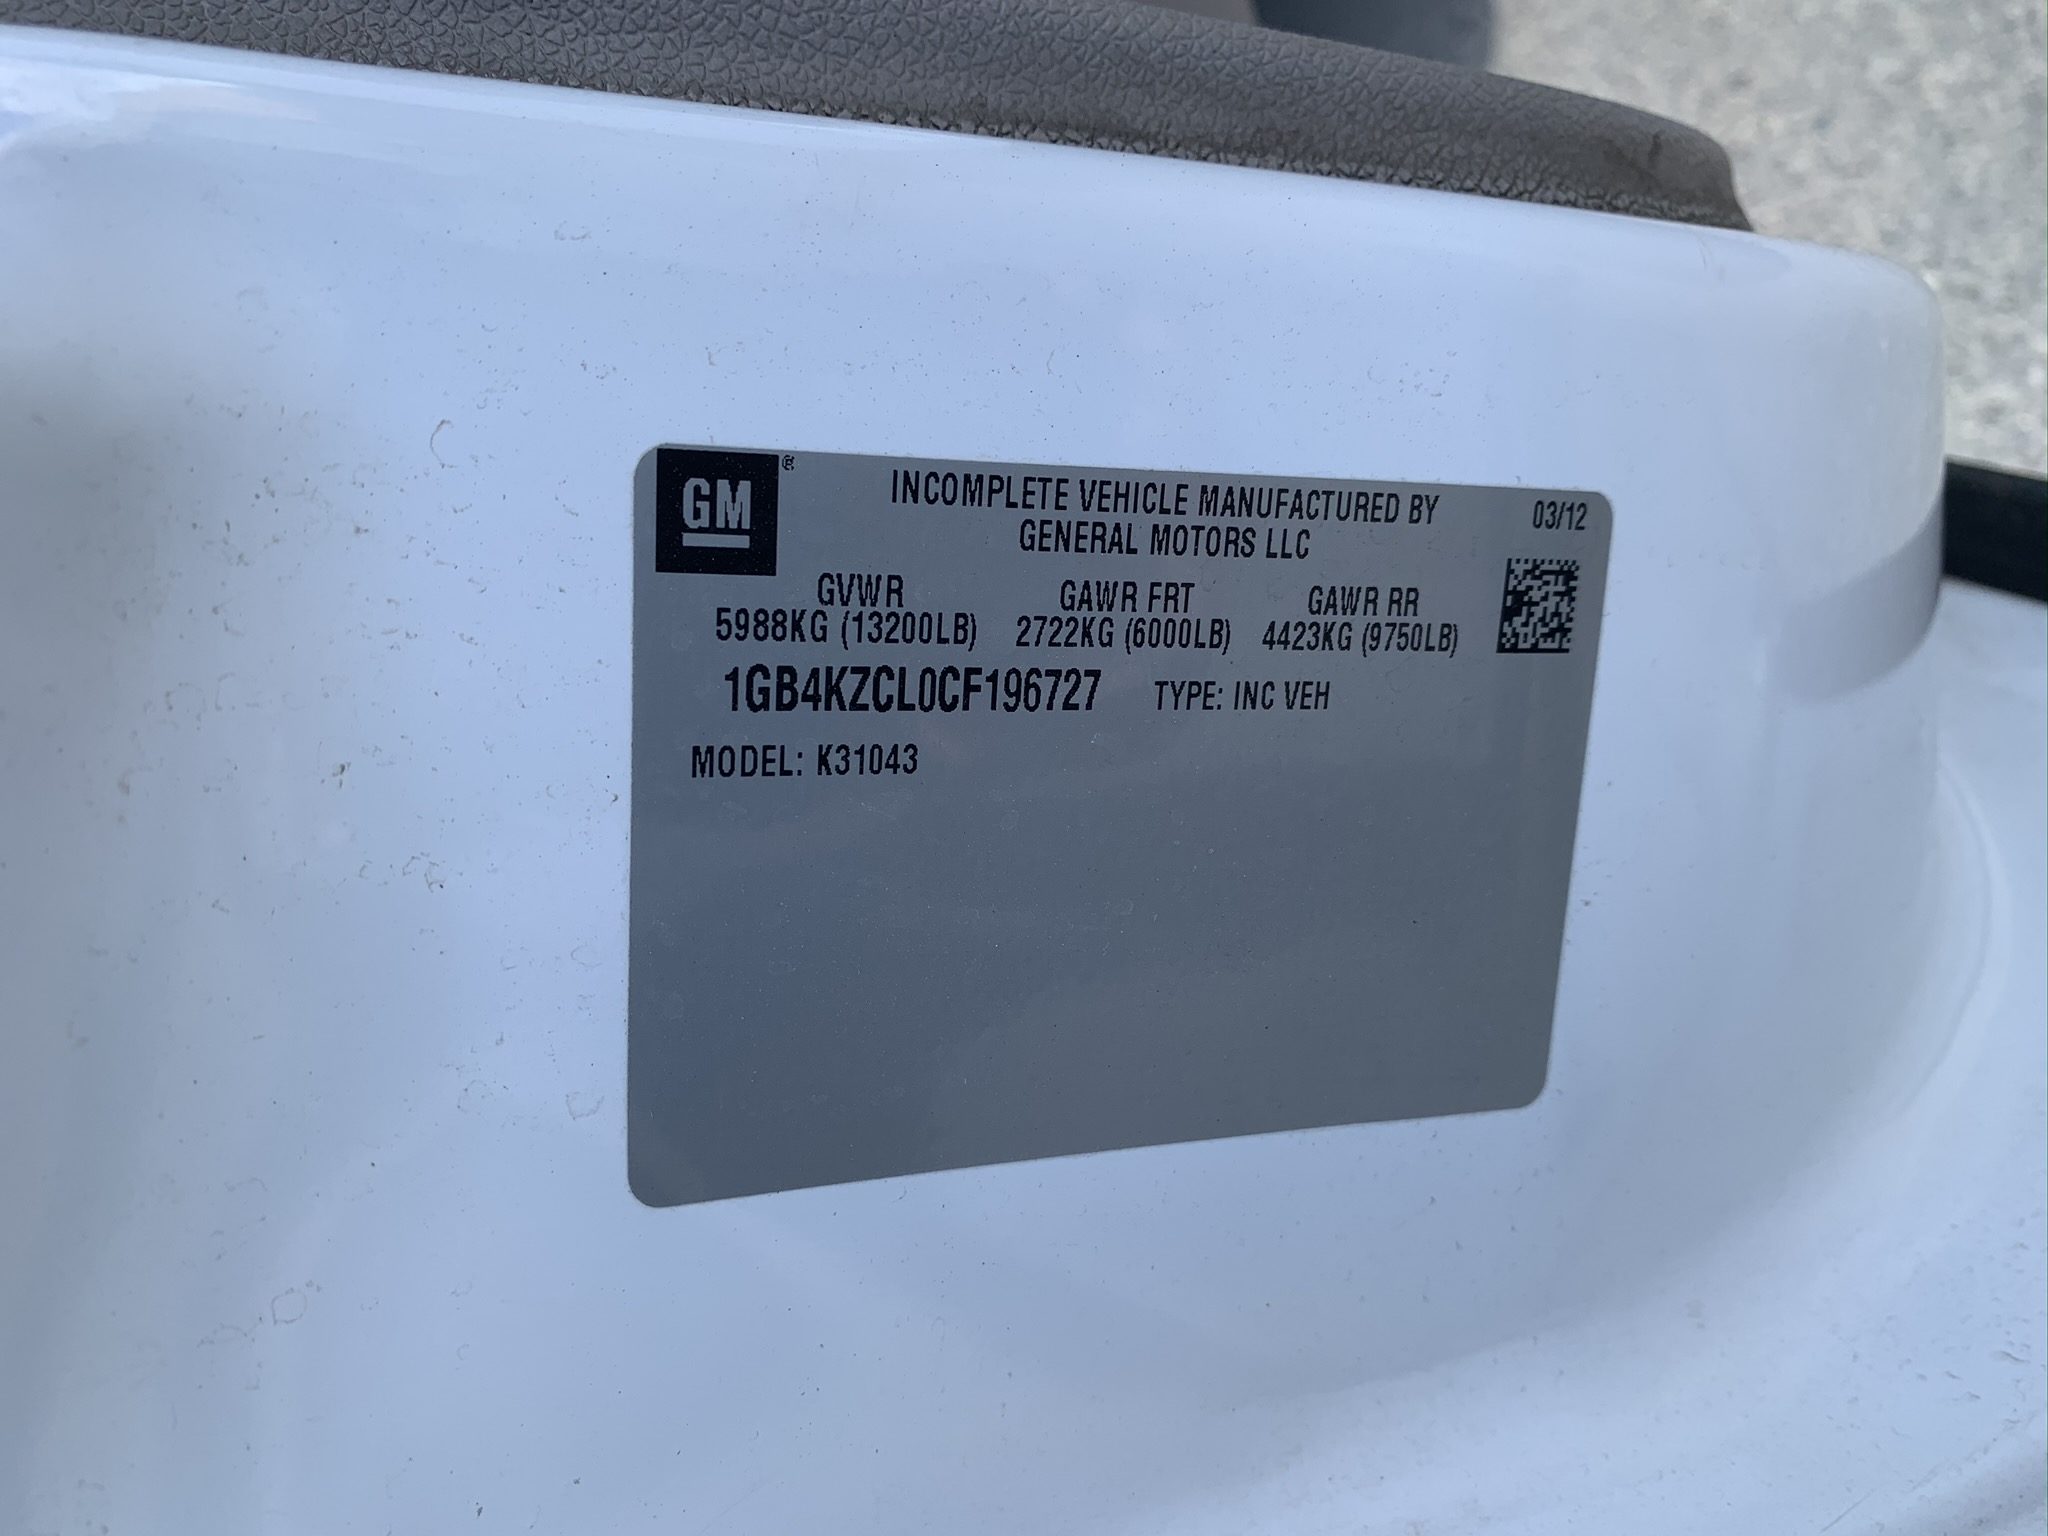 GM ®
INCOMPLETE VEHICLE MANUFACTURED BY
GENERAL MOTORS LLC
03/12
GVWR GAWR FRT GAWR RR
5988KG (13200LB) 2722KG (6000LB) 4423KG (9750LB)
1GB4KZCL0CF196727 TYPE: INC VEH
MODEL: K31043